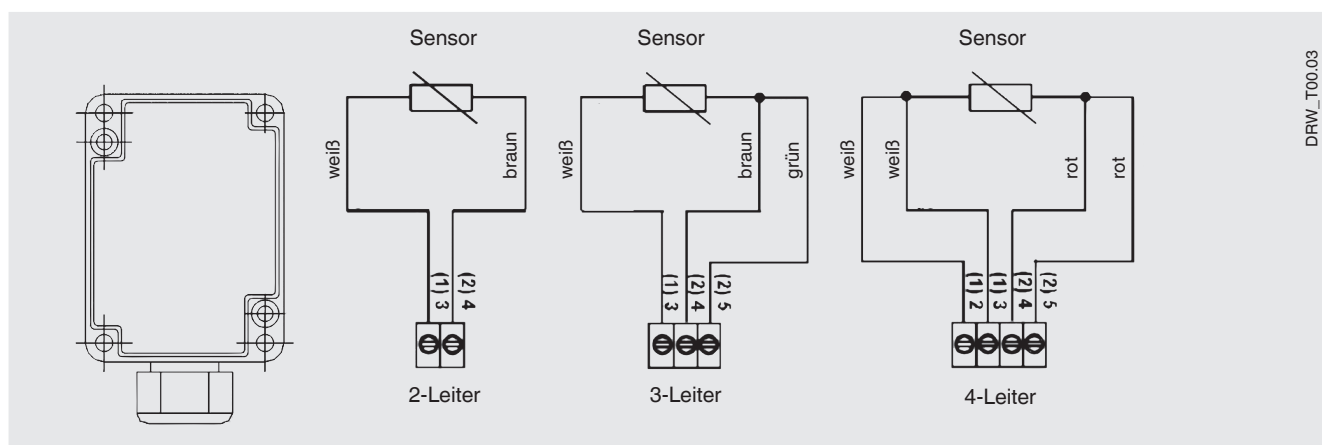 Sensor
weiß
braun
(1) 3
(2) 4
2-Leiter
Sensor
weiß
braun
grün
(1) 3
(2) 4
(2) 5
3-Leiter
Sensor
weiß
weiß
rot
rot
(1) 2
(1) 3
(2) 4
(2) 5
4-Leiter
DRW_T00.03